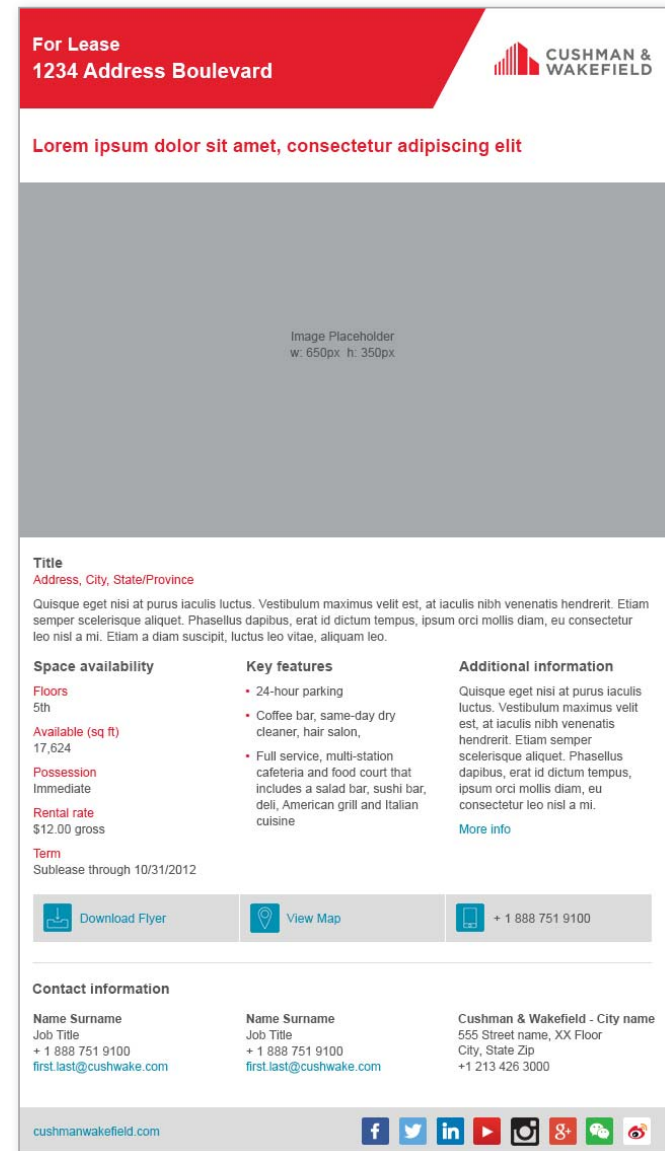 For Lease
1234 Address Boulevard
CUSHMAN &
WAKEFIELD
Lorem ipsum dolor sit amet, consectetur adipiscing elit
Image Placeholder
w: 650px h: 350px
Title
Address, City, State/Province
Quisque eget nisi at purus iaculis luctus. Vestibulum maximus velit est, at iaculis nibh venenatis hendrerit. Etiam
semper scelerisque aliquet. Phasellus dapibus, erat id dictum tempus, ipsum orci mollis diam, eu consectetur
leo nisl a mi. Etiam a diam suscipit, luctus leo vitae, aliquam leo.
Space availability
Floors
5th
Available (sq ft)
17,624
Possession
Immediate
Rental rate
$12.00 gross
Term
Sublease through 10/31/2012
Key features
• 24-hour parking
• Coffee bar, same-day dry
cleaner, hair salon,
• Full service, multi-station
cafeteria and food court that
includes a salad bar, sushi bar,
deli, American grill and Italian
cuisine
Additional information
Quisque eget nisi at purus iaculis
luctus. Vestibulum maximus velit
est, at iaculis nibh venenatis
hendrerit. Etiam semper
scelerisque aliquet. Phasellus
dapibus, erat id dictum tempus,
ipsum orci mollis diam, eu
consectetur leo nisl a mi.
More info
Download Flyer
View Map
+ 1 888 751 9100
Contact information
Name Surname
Job Title
+ 1 888 751 9100
first.last@cushwake.com
Name Surname
Job Title
+ 1 888 751 9100
first.last@cushwake.com
Cushman & Wakefield - City name
555 Street name, XX Floor
City, State Zip
+1 213 426 3000
cushmanwakefield.com
f
in
8+